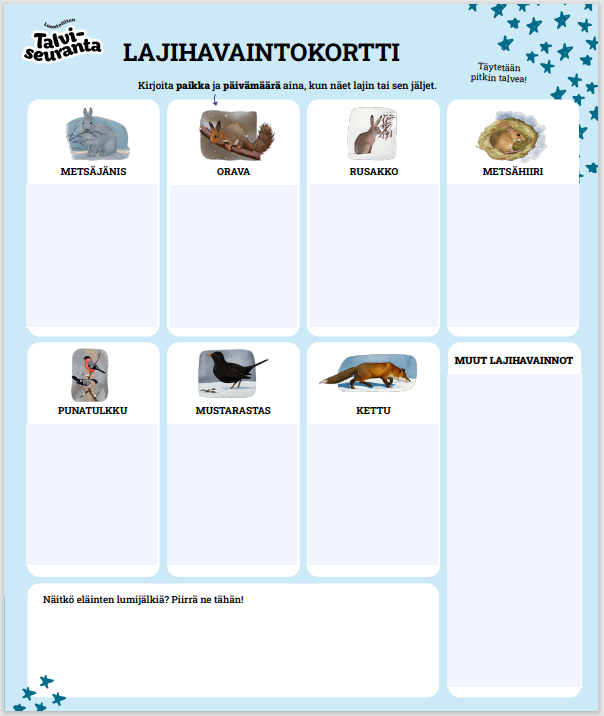 Luontoliiton
Talvi-
seuranta
LAJIHAVAINTOKORTTI
Kirjoita paikka ja päivämäärä aina, kun näet lajin tai sen jäljet.
Täytetään
pitkin talvea!
METSÄJÄNIS
ORAVA
RUSAKKO
METSÄHIIRI
PUNATULKKU
MUSTARASTAS
KETTU
MUUT LAJIHAVAINNOT
Näitkö eläinten lumijälkiä? Piirrä ne tähän!